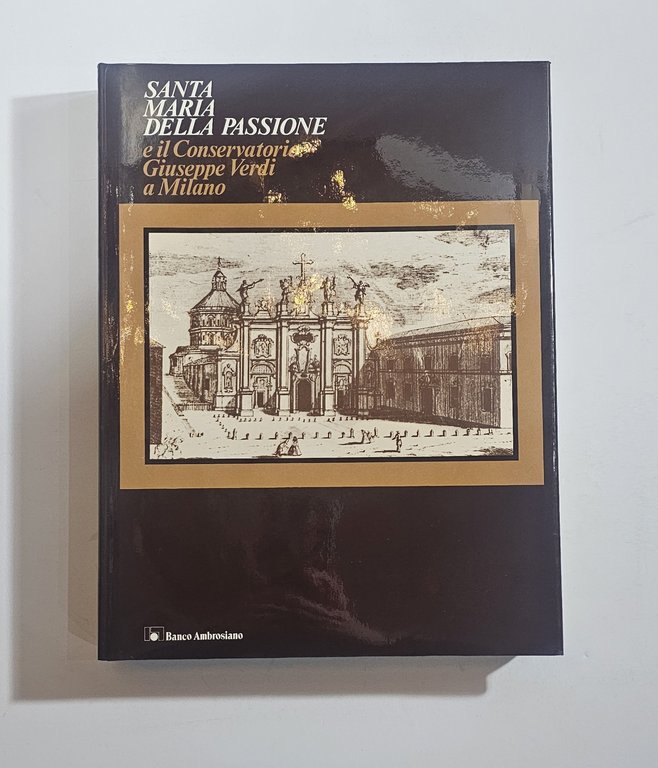 SANTA
MARIA
DELLA PASSIONE
e il Conservatorio
Giuseppe Verdi
a Milano
Banco Ambrosiano